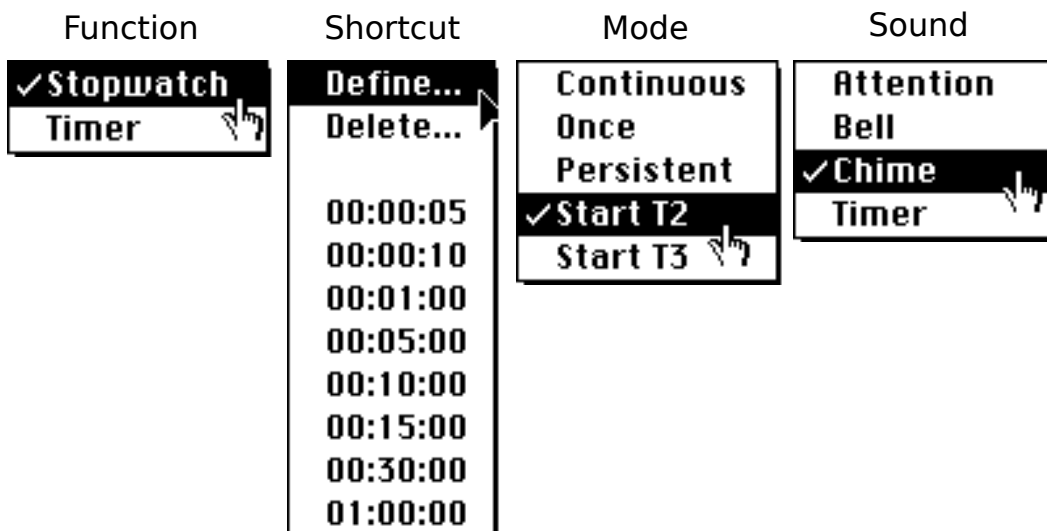 Function
✓Stopwatch
Timer
Shortcut
Define...
Delete...
00:00:05
00:00:10
00:01:00
00:05:00
00:10:00
00:15:00
00:30:00
01:00:00
Mode
Continuous
Once
Persistent
✓Start T2
Start T3
Sound
Attention
Bell
✓Chime
Timer